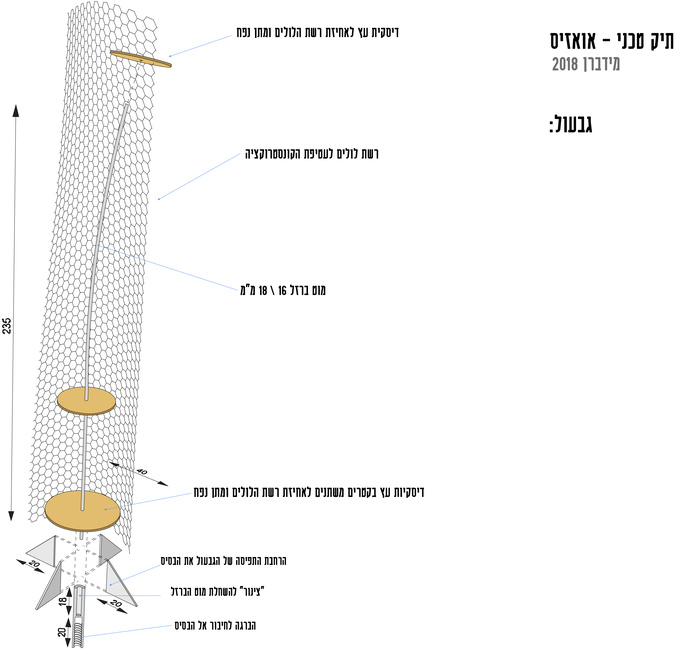 תיק טכני - אואזיס
מידברן 2018
גבעול:
דיסקית עץ לאחיזת רשת הלולים ומתן נפח
רשת לולים לעטיפת הקונסטרוקציה
מוט ברזל 16 \ 18 מ"מ
235
40
דיסקיות עץ בקטרים משתנים לאחיזת רשת הלולים ומתן נפח
הרחבת התפיסה של הגבעול את הבסיס
20
"צינור" להשחלת מוט הברזל
18
20
הברגה לחיבור אל הבסיס
20